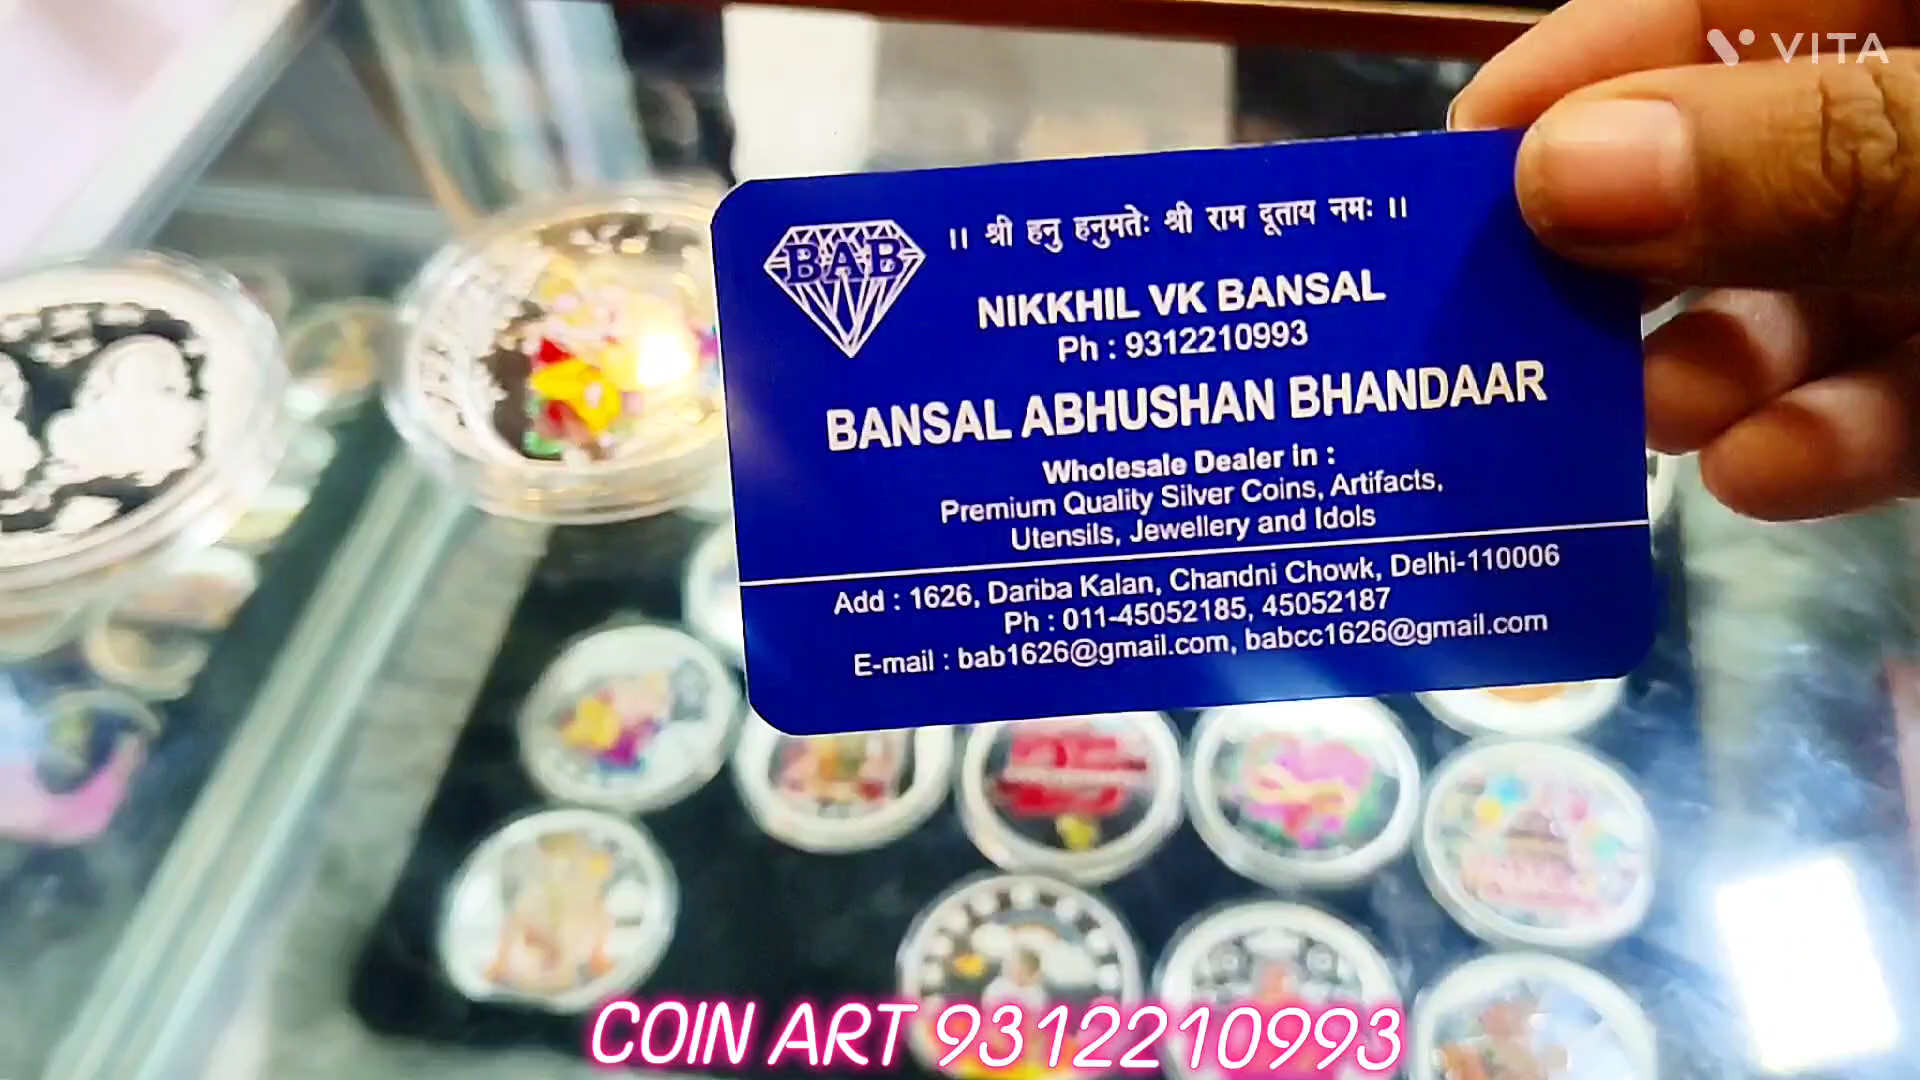 VITA
BAB
।। श्री हनु हनुमतेः श्री राम दूताय नमः ।।
NIKKHIL VK BANSAL
Ph : 9312210993
BANSAL ABHUSHAN BHANDAAR
Wholesale Dealer in :
Premium Quality Silver Coins, Artifacts,
Utensils, Jewellery and Idols
Add : 1626, Dariba Kalan, Chandni Chowk, Delhi-110006
Ph : 011-45052185, 45052187
E-mail : bab1626@gmail.com, babcc1626@gmail.com
COIN ART 9312210993